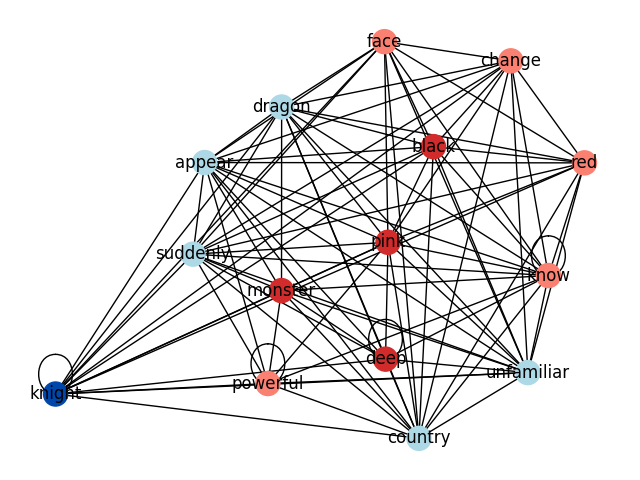 face
change
dragon
black
appear
red
pink
suddenly
know
monster
deep
unfamiliar
powerful
knight
country